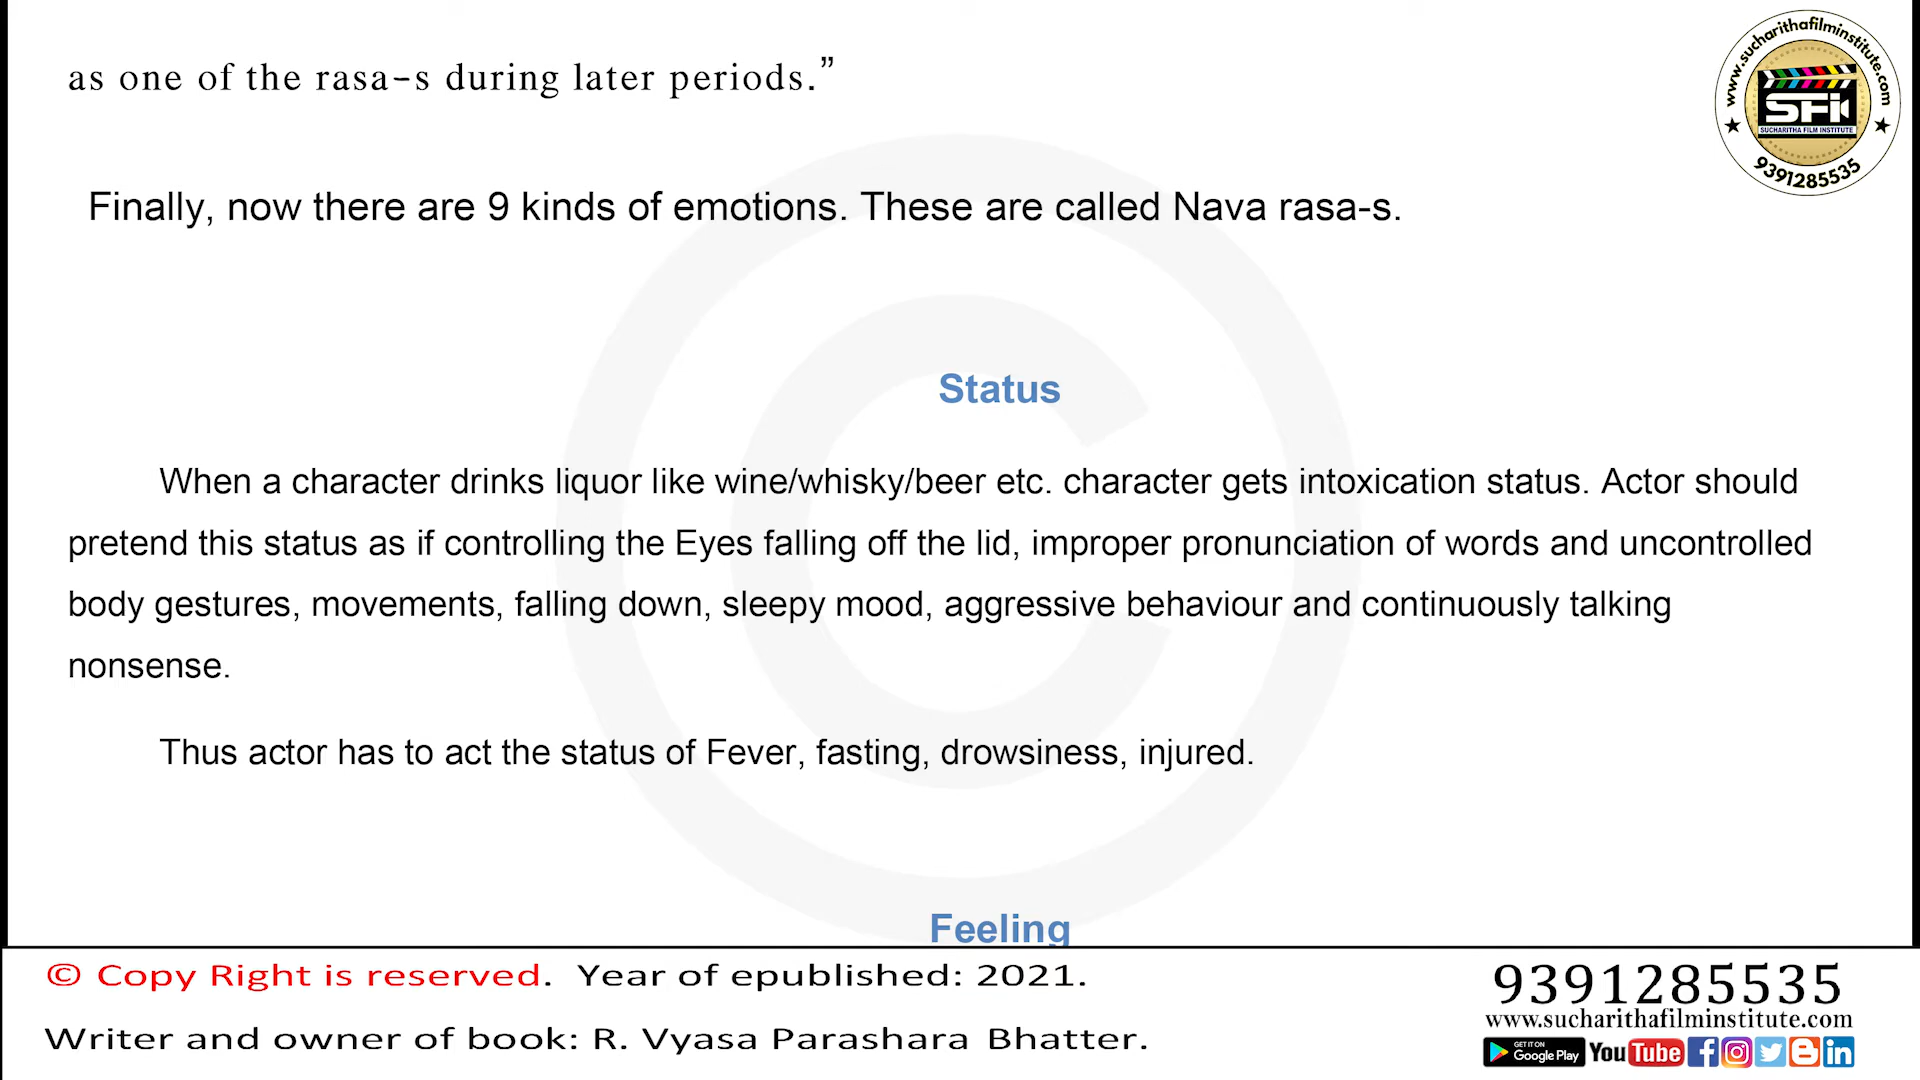 as one of the rasa-s during later periods.”
www.sucharithafilminstitute.com
SFi
SUCHARITHA FILM INSTITUTE
9391285535
Finally, now there are 9 kinds of emotions. These are called Nava rasa-s.
Status
When a character drinks liquor like wine/whisky/beer etc. character gets intoxication status. Actor should
pretend this status as if controlling the Eyes falling off the lid, improper pronunciation of words and uncontrolled
body gestures, movements, falling down, sleepy mood, aggressive behaviour and continuously talking
nonsense.
Thus actor has to act the status of Fever, fasting, drowsiness, injured.
Feeling
© Copy Right is reserved. Year of epublished: 2021.
Writer and owner of book: R. Vyasa Parashara Bhatter.
9391285535
www.sucharithafilminstitute.com
GET IT ON
Google Play
YouTube